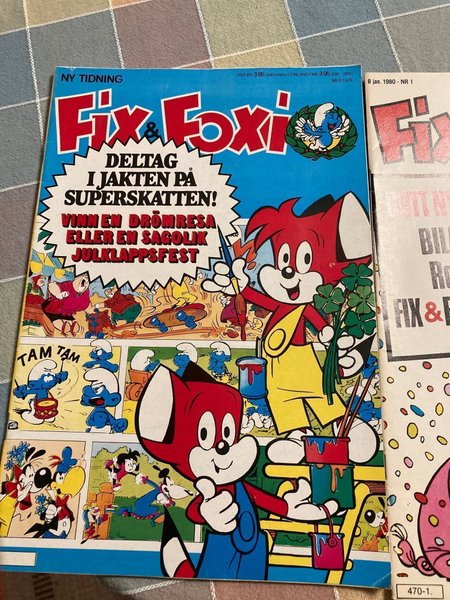 NY TIDNING
Fix & Foxi
DELTAG
I JAKTEN PÅ
SUPERSKATTEN!
VINN EN DRÖMRESA
ELLER EN SAGOLIK
JULKLAPPSFEST
TAM TAM
8 jan. 1980 - NR 1
Fix
BIL
FIX &
470-1.